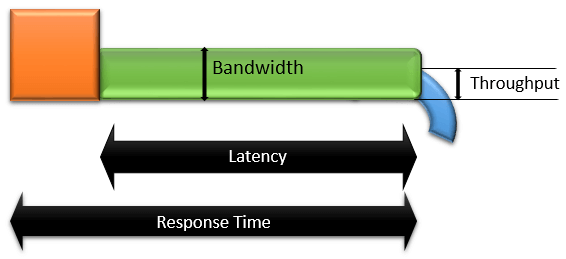 Bandwidth
Throughput
Latency
Response Time